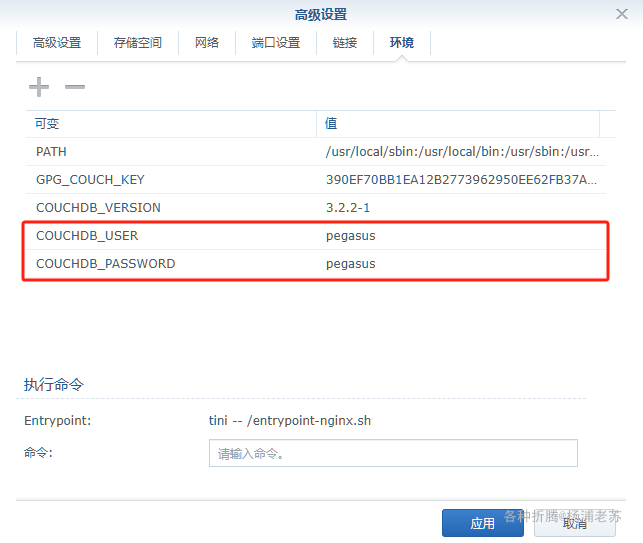 高级设置
高级设置 存储空间 网络 端口设置 链接 环境
可变 值
PATH /usr/local/sbin:/usr/local/bin:/usr/sbin:/usr...
GPG_COUCH_KEY 390EF70BB1EA12B2773962950EE62FB37A...
COUCHDB_VERSION 3.2.2-1
COUCHDB_USER pegasus
COUCHDB_PASSWORD pegasus
执行命令
Entrypoint: tini -- /entrypoint-nginx.sh
命令: 请输入命令。
应用 取消
各种折腾@杨浦老苏